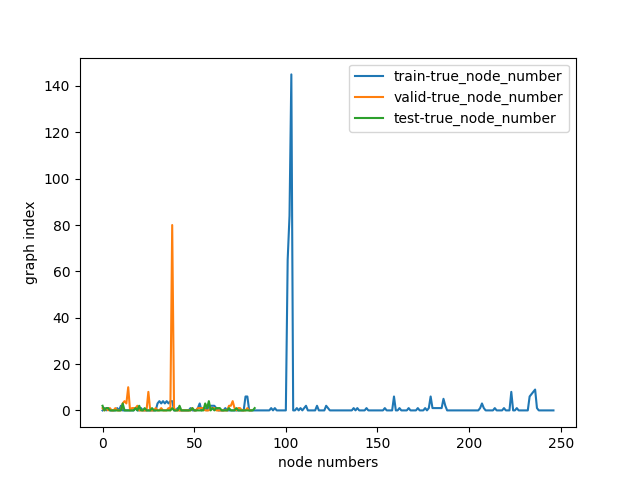 train-true_node_number
valid-true_node_number
test-true_node_number
140
120
100
80
60
40
20
0
graph index
0 50 100 150 200 250
node numbers